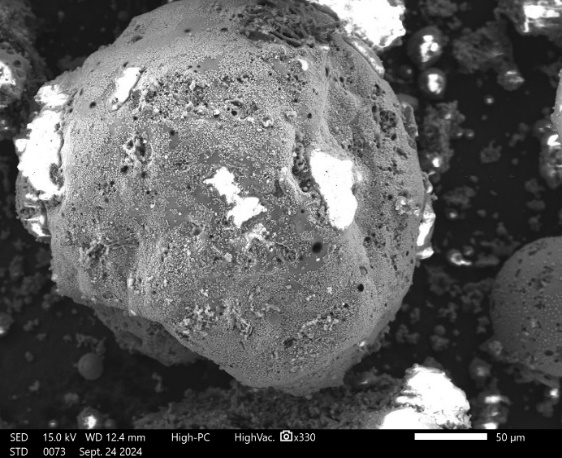 SED 15.0 kV WD 12.4 mm High-PC HighVac. x330 50 µm
STD 0073 Sept. 24 2024